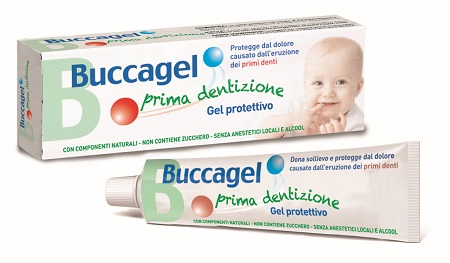 Buccagel
Protegge dal dolore
causato dall'eruzione
dei primi denti
B
prima dentizione
Gel protettivo
CON COMPONENTI NATURALI - NON CONTIENE ZUCCHERO - SENZA ANESTETICI LOCALI E ALCOOL
Buccagel
Dona sollievo e protegge dal dolore
causato dall'eruzione dei primi denti
B
prima dentizione
Gel protettivo
CON COMPONENTI NATURALI - NON CONTIENE ZUCCHERO - SENZA ANESTETICI LOCALI E ALCOOL